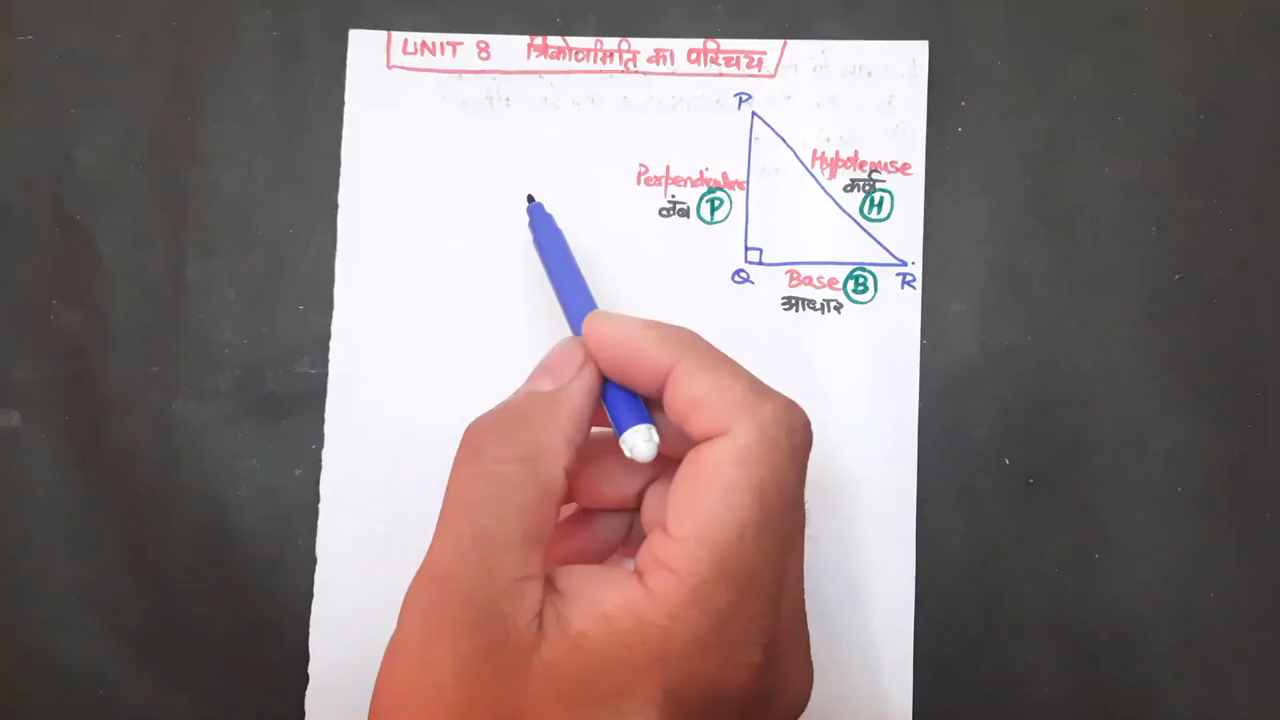 UNIT 8 त्रिकोणमिति का परिचय
P
Hypotenuse
Perpendicular
कर्ण
लंब P
H
Q Base B R
आधार